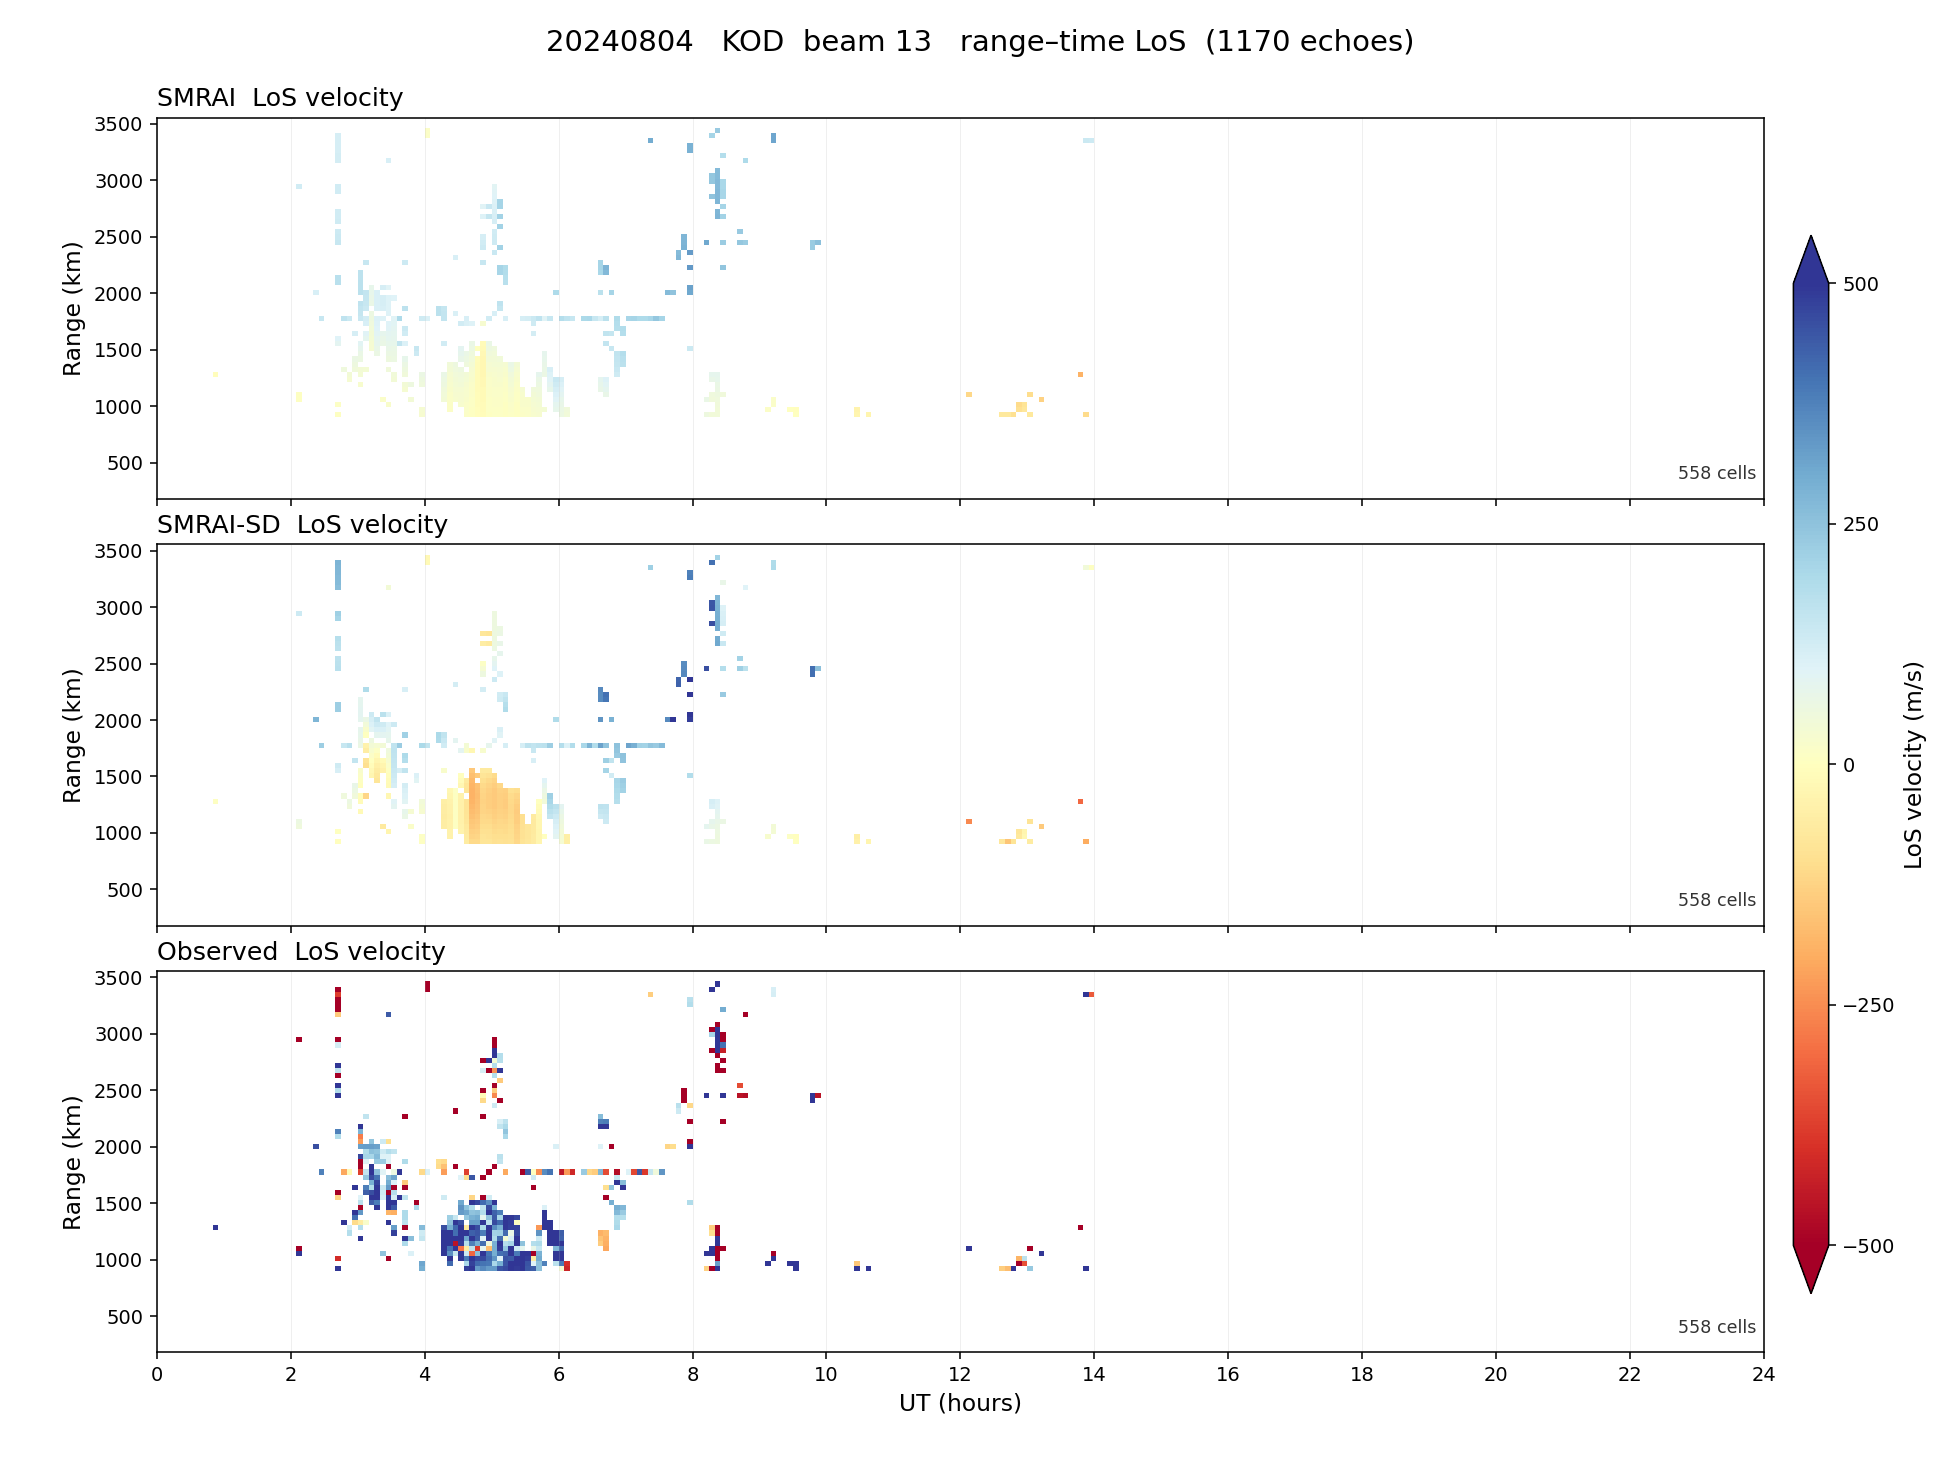 20240804   KOD  beam 13   range–time LoS  (1170 echoes)
SMRAI  LoS velocity
3500
3000
2500
2000
1500
1000
500
Range (km)
558 cells
SMRAI-SD  LoS velocity
3500
3000
2500
2000
1500
1000
500
Range (km)
558 cells
Observed  LoS velocity
3500
3000
2500
2000
1500
1000
500
Range (km)
558 cells
0 2 4 6 8 10 12 14 16 18 20 22 24
UT (hours)
500
250
0
−250
−500
LoS velocity (m/s)